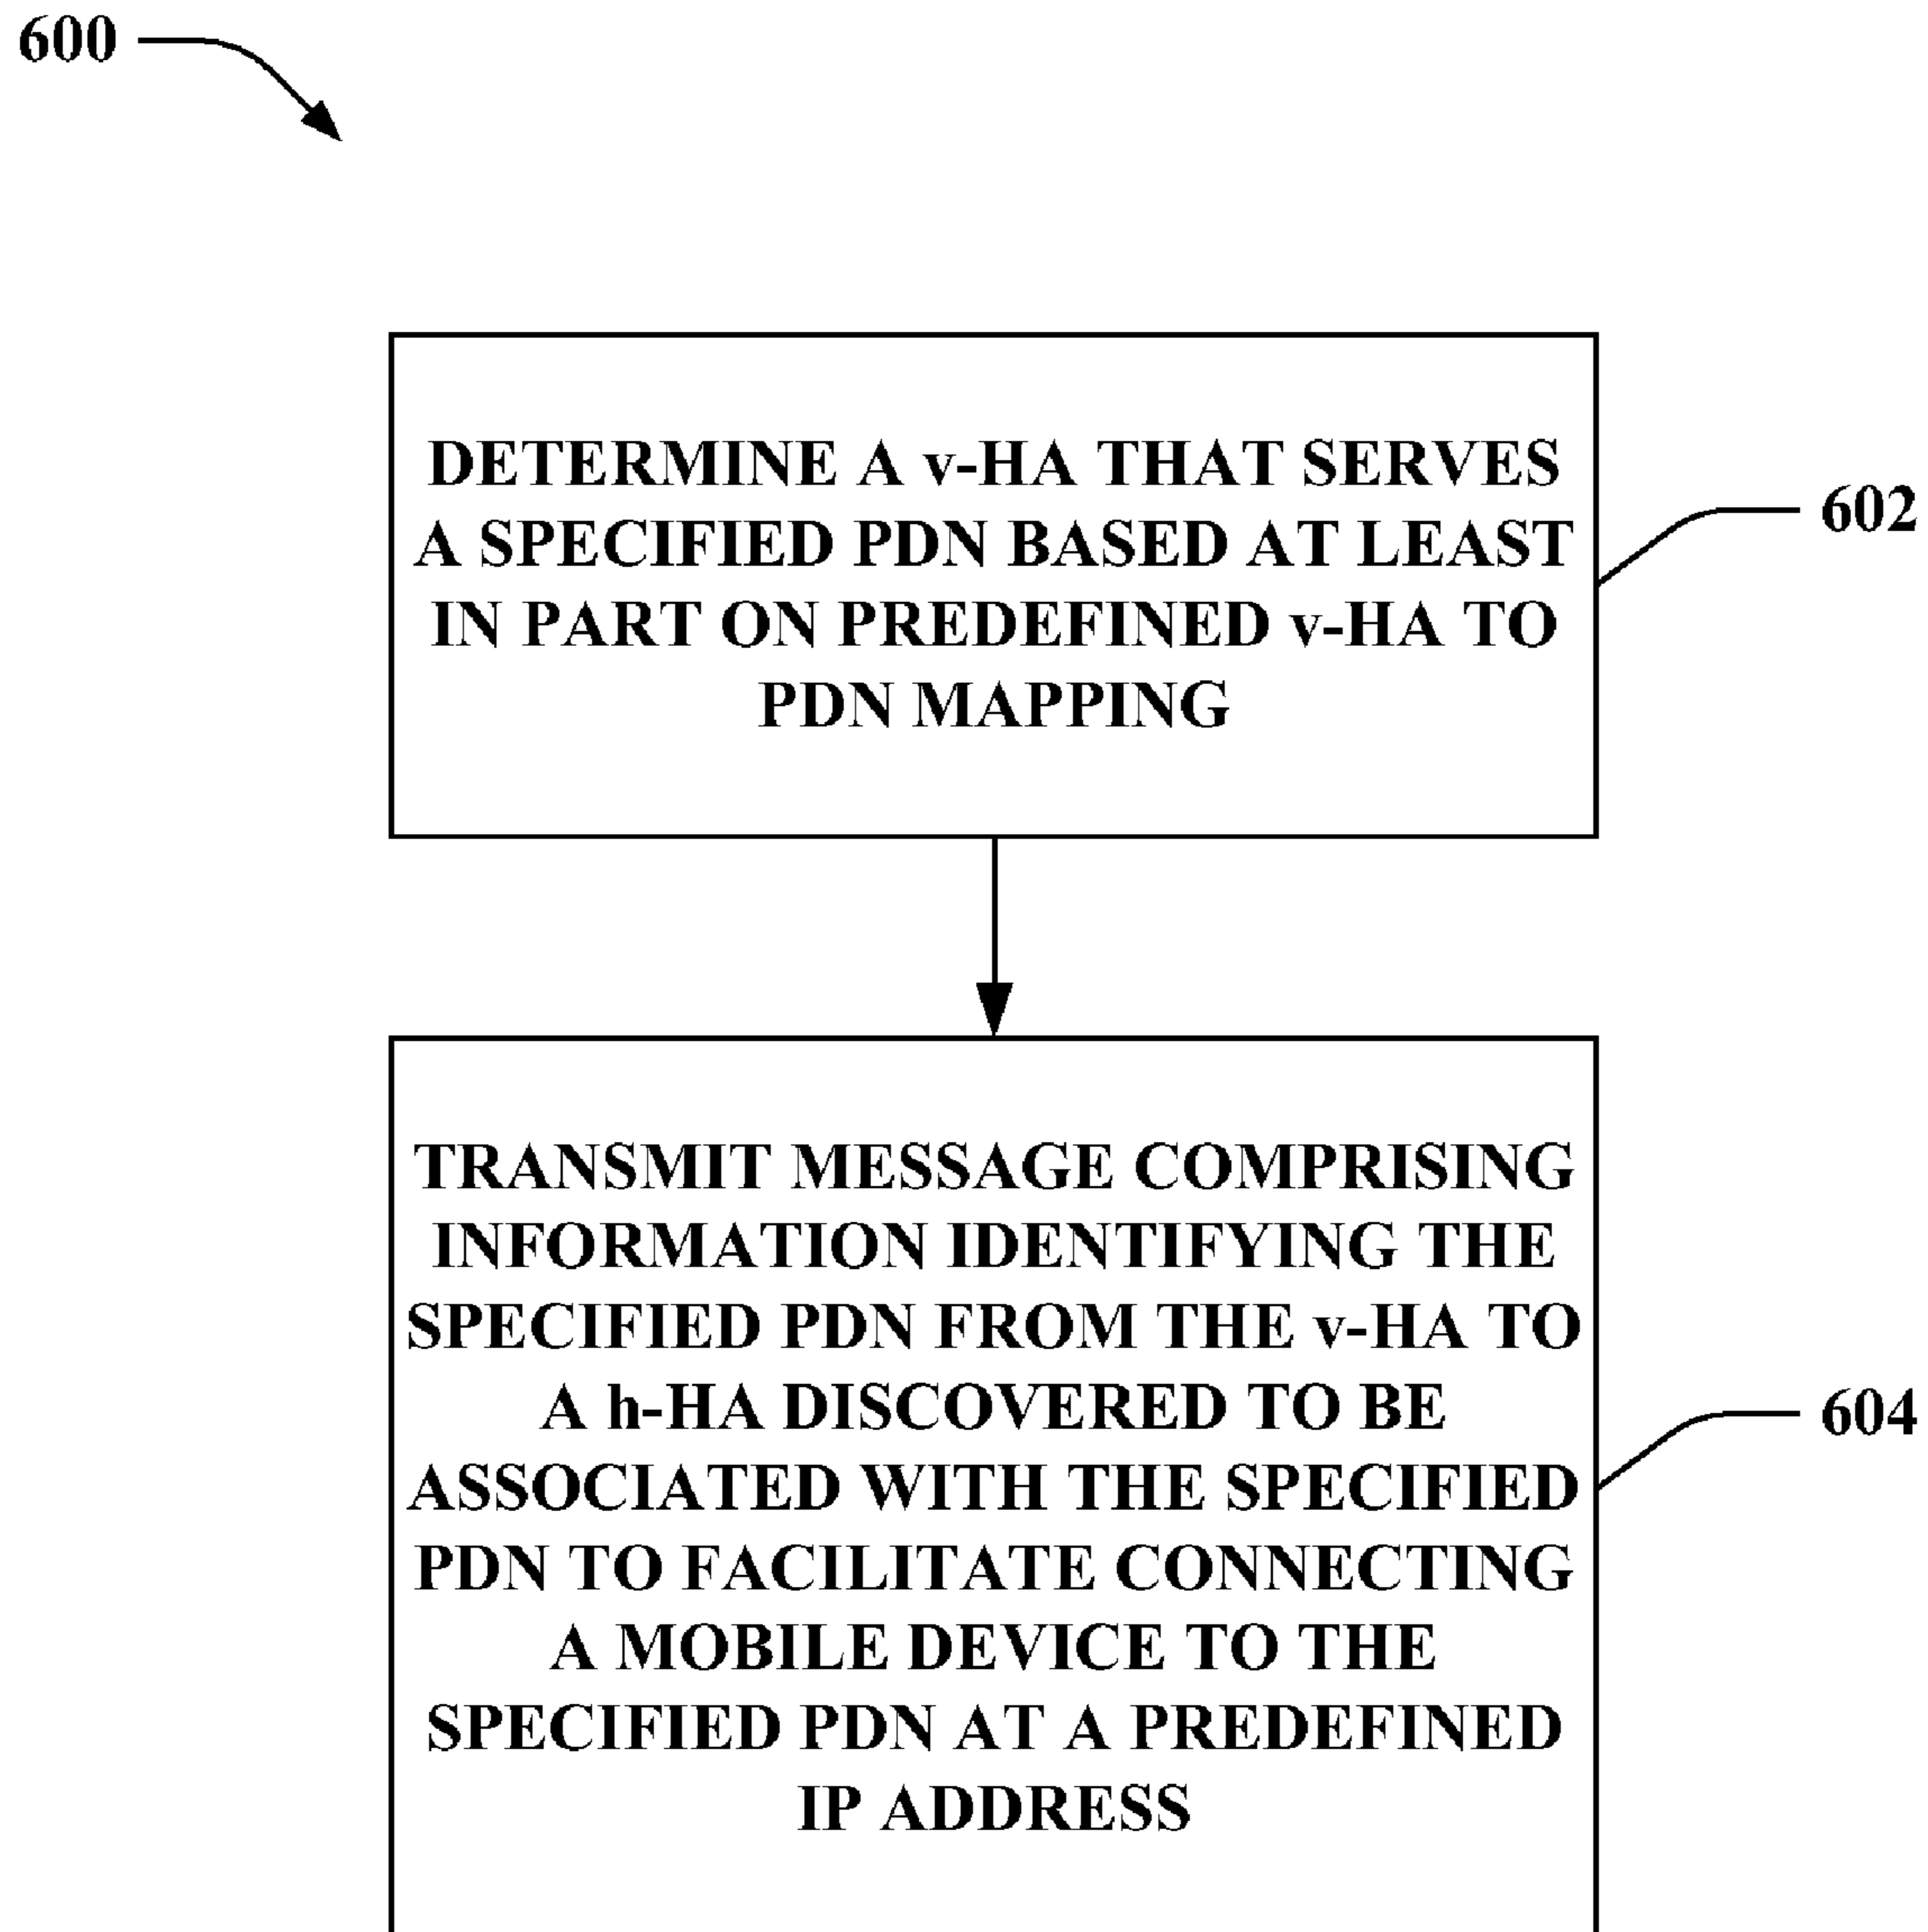 600
DETERMINE A v-HA THAT SERVES
A SPECIFIED PDN BASED AT LEAST
IN PART ON PREDEFINED v-HA TO
PDN MAPPING
602
TRANSMIT MESSAGE COMPRISING
INFORMATION IDENTIFYING THE
SPECIFIED PDN FROM THE v-HA TO
A h-HA DISCOVERED TO BE
ASSOCIATED WITH THE SPECIFIED
PDN TO FACILITATE CONNECTING
A MOBILE DEVICE TO THE
SPECIFIED PDN AT A PREDEFINED
IP ADDRESS
604